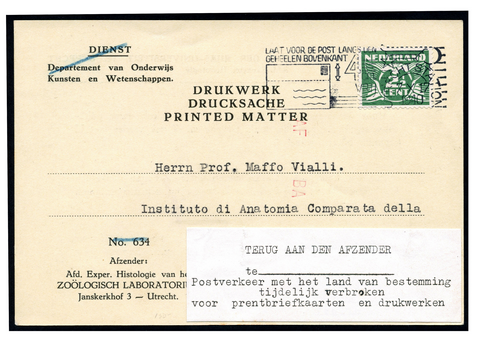 DIENST
Departement van Onderwijs
Kunsten en Wetenschappen.
LAAT VOOR DE POST LANGS DEN
GEHEELEN BOVENKANT
NEDERLAND
2½
CENT
DRUKWERK
DRUCKSACHE
PRINTED MATTER
Herrn Prof. Maffo Vialli.
Instituto di Anatomia Comparata della
No. 634
Afzender:
Afd. Exper. Histologie van he
ZOÖLOGISCH LABORATORI
Janskerkhof 3 — Utrecht.
TERUG AAN DEN AFZENDER
te
Postverkeer met het land van bestemming
tijdelijk verbroken
voor prentbriefkaarten en drukwerken